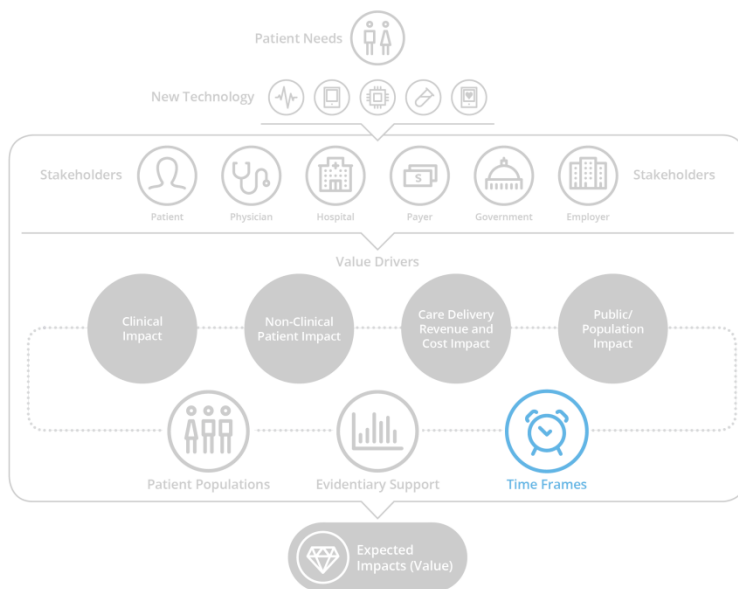 Patient Needs
New Technology
Stakeholders
Stakeholders
Patient
Physician
Hospital
$
Payer
Government
Employer
Value Drivers
Clinical
Impact
Non-Clinical
Patient Impact
Care Delivery
Revenue and
Cost Impact
Public/
Population
Impact
Patient Populations
Evidentiary Support
Time Frames
Expected
Impacts (Value)